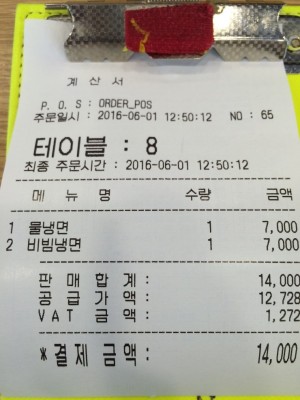 계 산 서
P. O. S : ORDER_POS
주문일시 : 2016-06-01 12:50:12 NO : 65
테이블 : 8
최종 주문시간 : 2016-06-01 12:50:12
메 뉴 명 수량 금액
1 물냉면 1 7,000
2 비빔냉면 1 7,000
판 매 합 계 : 14,000
공 급 가 액 : 12,728
V A T 금 액 : 1,272
*결 제 금 액 : 14,000